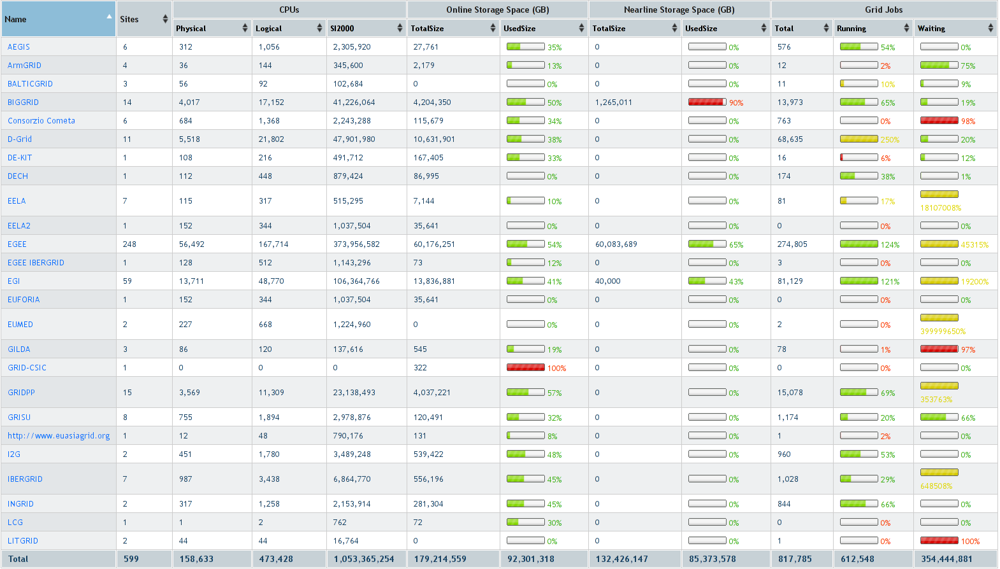 Name Sites CPUs Online Storage Space (GB) Nearline Storage Space (GB) Grid Jobs
Physical Logical SI2000 TotalSize UsedSize TotalSize UsedSize Total Running Waiting
AEGIS 6 312 1,056 2,305,920 27,761 35% 0 0% 576 54% 0%
ArmGRID 4 36 144 345,600 2,179 13% 0 0% 12 2% 75%
BALTICGRID 3 56 92 102,684 0 0% 0 0% 11 10% 9%
BIGGRID 14 4,017 17,152 41,226,064 4,204,350 50% 1,265,011 90% 13,973 65% 19%
Consorzio Cometa 6 684 1,368 2,243,288 115,679 34% 0 0% 763 0% 98%
D-Grid 11 5,518 21,802 47,901,980 10,631,901 38% 0 0% 68,635 250% 20%
DE-KIT 1 108 216 491,712 167,405 33% 0 0% 16 6% 12%
DECH 1 112 448 879,424 86,995 0% 0 0% 174 38% 1%
EELA 7 115 317 515,295 7,144 10% 0 0% 81 17% 18107008%
EELA2 1 152 344 1,037,504 35,641 0% 0 0% 0 0% 0%
EGEE 248 56,492 167,714 373,956,582 60,176,251 54% 60,083,689 65% 274,805 124% 45315%
EGEE IBERGRID 1 128 512 1,143,296 73 12% 0 0% 3 0% 0%
EGI 59 13,711 48,770 106,364,766 13,836,881 41% 40,000 43% 81,129 121% 19200%
EUFORIA 1 152 344 1,037,504 35,641 0% 0 0% 0 0% 0%
EUMED 2 227 668 1,224,960 0 0% 0 0% 2 0% 399999650%
GILDA 3 86 120 137,616 545 19% 0 0% 78 1% 97%
GRID-CSIC 1 0 0 0 322 100% 0 0% 0 0% 0%
GRIDPP 15 3,569 11,309 23,138,493 4,037,221 57% 0 0% 15,078 69% 353763%
GRISU 8 755 1,894 2,978,876 120,491 32% 0 0% 1,174 20% 66%
http://www.euasiagrid.org 1 12 48 790,176 131 8% 0 0% 1 2% 0%
I2G 2 451 1,780 3,489,248 539,422 48% 0 0% 960 53% 0%
IBERGRID 7 987 3,438 6,864,770 556,196 45% 0 0% 1,028 29% 648508%
INGRID 2 317 1,258 2,153,914 281,304 45% 0 0% 844 66% 0%
LCG 1 1 2 762 72 30% 0 0% 0 0% 0%
LITGRID 2 44 44 16,764 0 0% 0 0% 1 0% 100%
Total 599 158,633 473,428 1,053,365,254 179,214,559 92,301,318 132,426,147 85,373,578 817,785 612,548 354,444,881